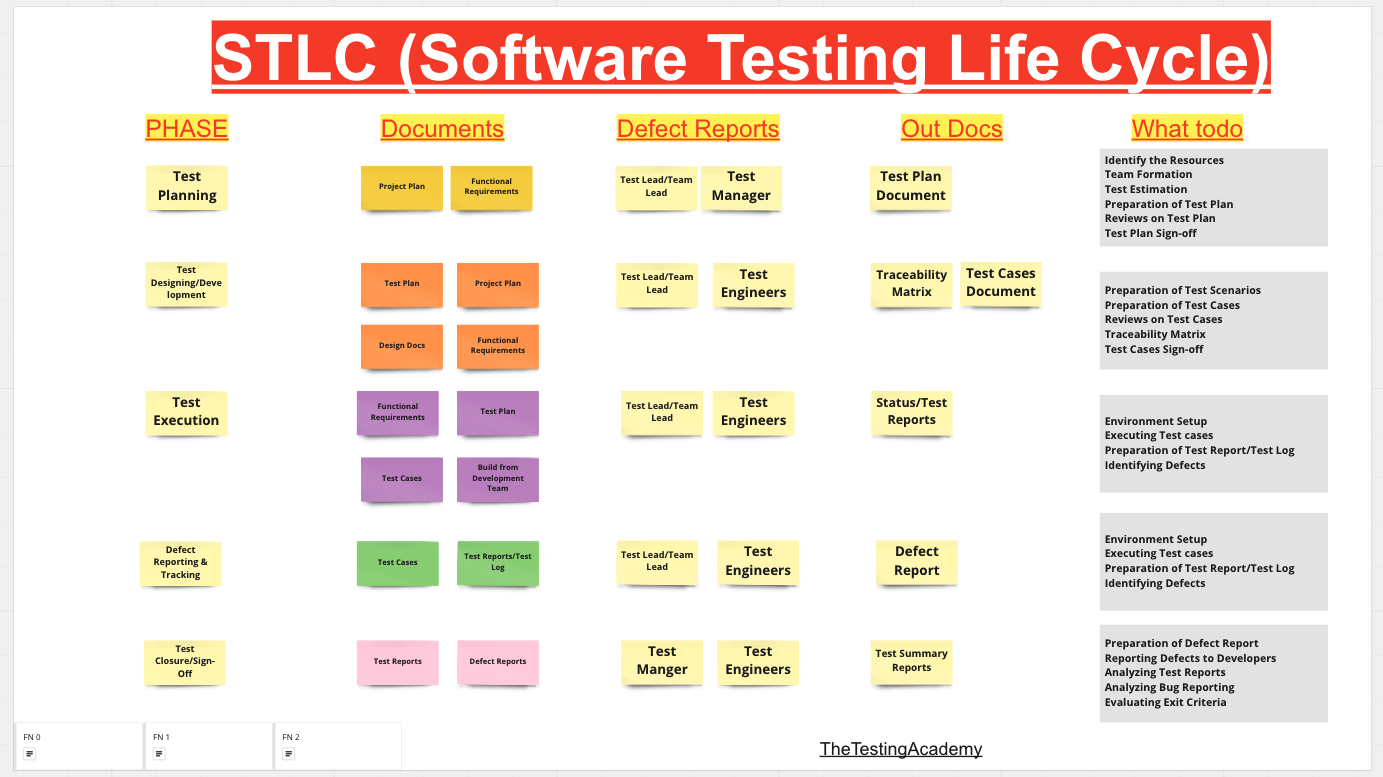 STLC (Software Testing Life Cycle)
PHASE
Documents
Defect Reports
Out Docs
What todo
Test
Planning
Project Plan
Functional
Requirements
Test Lead/Team
Lead
Test
Manager
Test Plan
Document
Identify the Resources
Team Formation
Test Estimation
Preparation of Test Plan
Reviews on Test Plan
Test Plan Sign-off
Test
Designing/Deve
lopment
Test Plan
Project Plan
Design Docs
Functional
Requirements
Test Lead/Team
Lead
Test
Engineers
Traceability
Matrix
Test Cases
Document
Preparation of Test Scenarios
Preparation of Test Cases
Reviews on Test Cases
Traceability Matrix
Test Cases Sign-off
Test
Execution
Functional
Requirements
Test Plan
Test Cases
Build from
Development
Team
Test Lead/Team
Lead
Test
Engineers
Status/Test
Reports
Environment Setup
Executing Test cases
Preparation of Test Report/Test Log
Identifying Defects
Defect
Reporting &
Tracking
Test Cases
Test Reports/Test
Log
Test Lead/Team
Lead
Test
Engineers
Defect
Report
Environment Setup
Executing Test cases
Preparation of Test Report/Test Log
Identifying Defects
Test
Closure/Sign-
Off
Test Reports
Defect Reports
Test
Manger
Test
Engineers
Test Summary
Reports
Preparation of Defect Report
Reporting Defects to Developers
Analyzing Test Reports
Analyzing Bug Reporting
Evaluating Exit Criteria
FN 0
FN 1
FN 2
TheTestingAcademy